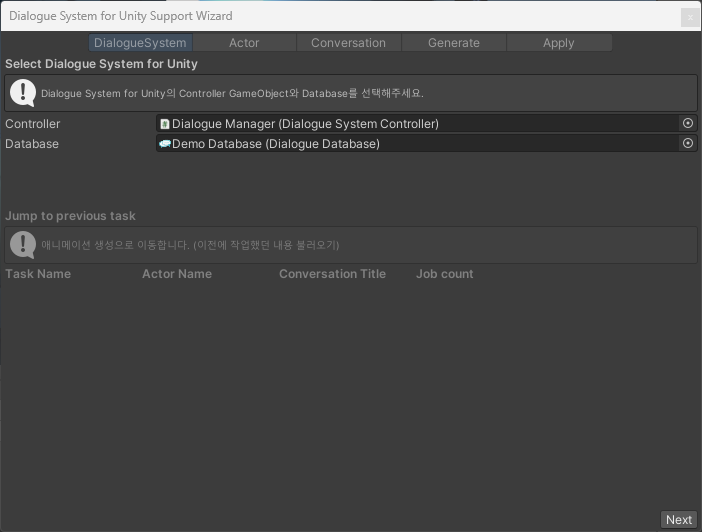 Dialogue System for Unity Support Wizard
x
DialogueSystem Actor Conversation Generate Apply
Select Dialogue System for Unity
Dialogue System for Unity의 Controller GameObject와 Database를 선택해주세요.
Controller Dialogue Manager (Dialogue System Controller)
Database Demo Database (Dialogue Database)
Jump to previous task
애니메이션 생성으로 이동합니다. (이전에 작업했던 내용 불러오기)
Task Name Actor Name Conversation Title Job count
Next